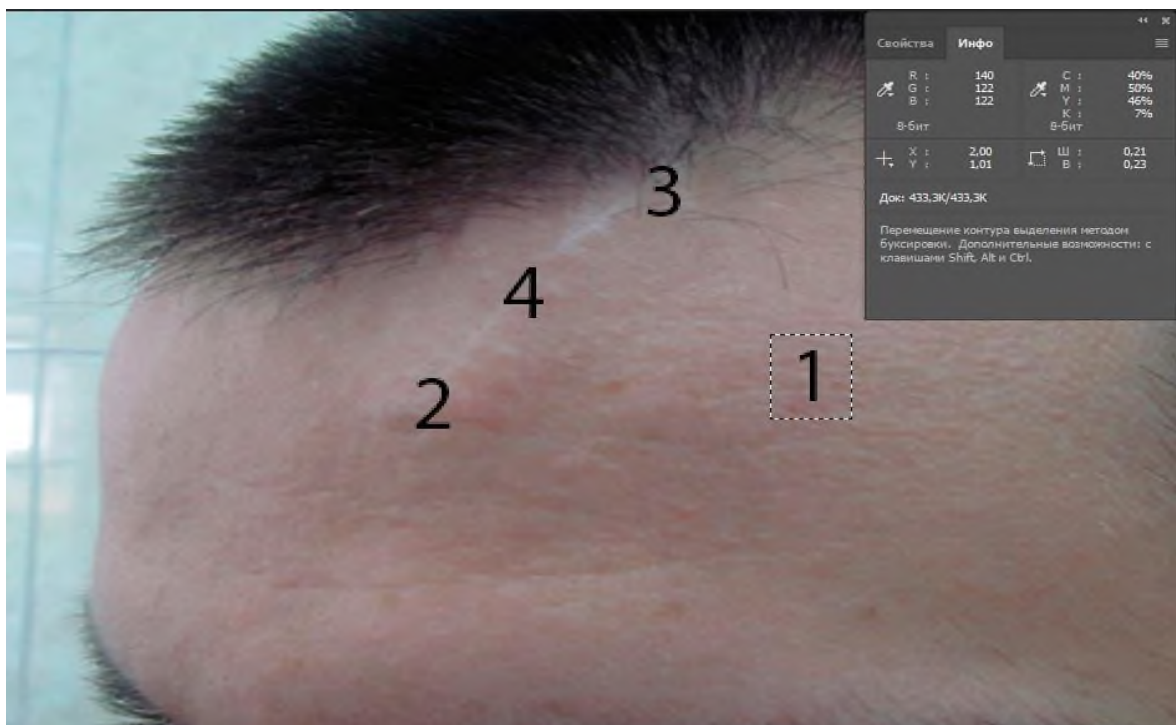 Свойства Инфо
R : 140 C : 40%
G : 122 M : 50%
B : 122 Y : 46%
K : 7%
8-бит 8-бит
X : 2,00 Ш : 0,21
Y : 1,01 В : 0,23
Док: 433,3K/433,3K
Перемещение контура выделения методом
буксировки. Дополнительные возможности: с
клавишами Shift, Alt и Ctrl.
3
4
1
2